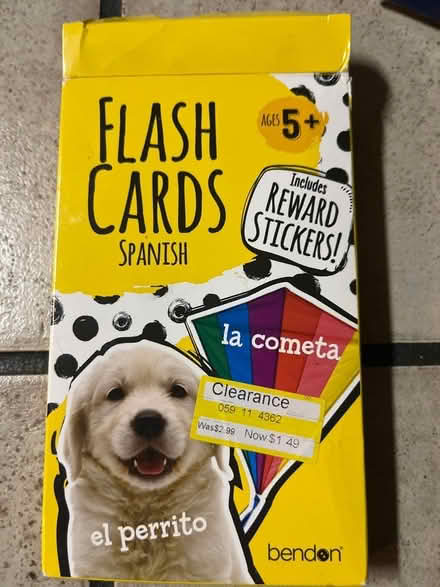 FLASH
CARDS
SPANISH
AGES 5+
Includes
REWARD
STICKERS!
la cometa
Clearance
059 11 4362
Was$2.99 Now$1.49
el perrito
bendon